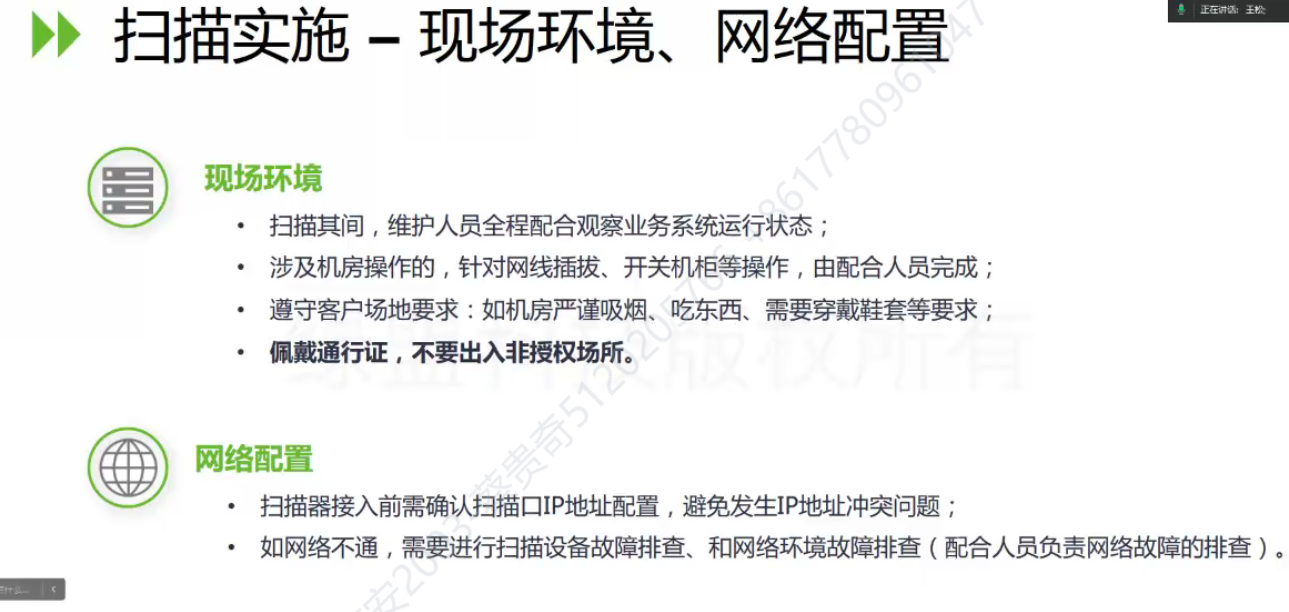 正在讲话: 王松;
扫描实施 – 现场环境、网络配置
现场环境
• 扫描其间，维护人员全程配合观察业务系统运行状态；
• 涉及机房操作的，针对网线插拔、开关机柜等操作，由配合人员完成；
• 遵守客户场地要求：如机房严谨吸烟、吃东西、需要穿戴鞋套等要求；
• 佩戴通行证，不要出入非授权场所。
网络配置
• 扫描器接入前需确认扫描口IP地址配置，避免发生IP地址冲突问题；
• 如网络不通，需要进行扫描设备故障排查、和网络环境故障排查（配合人员负责网络故障的排查）。
绿盟科技版权所有